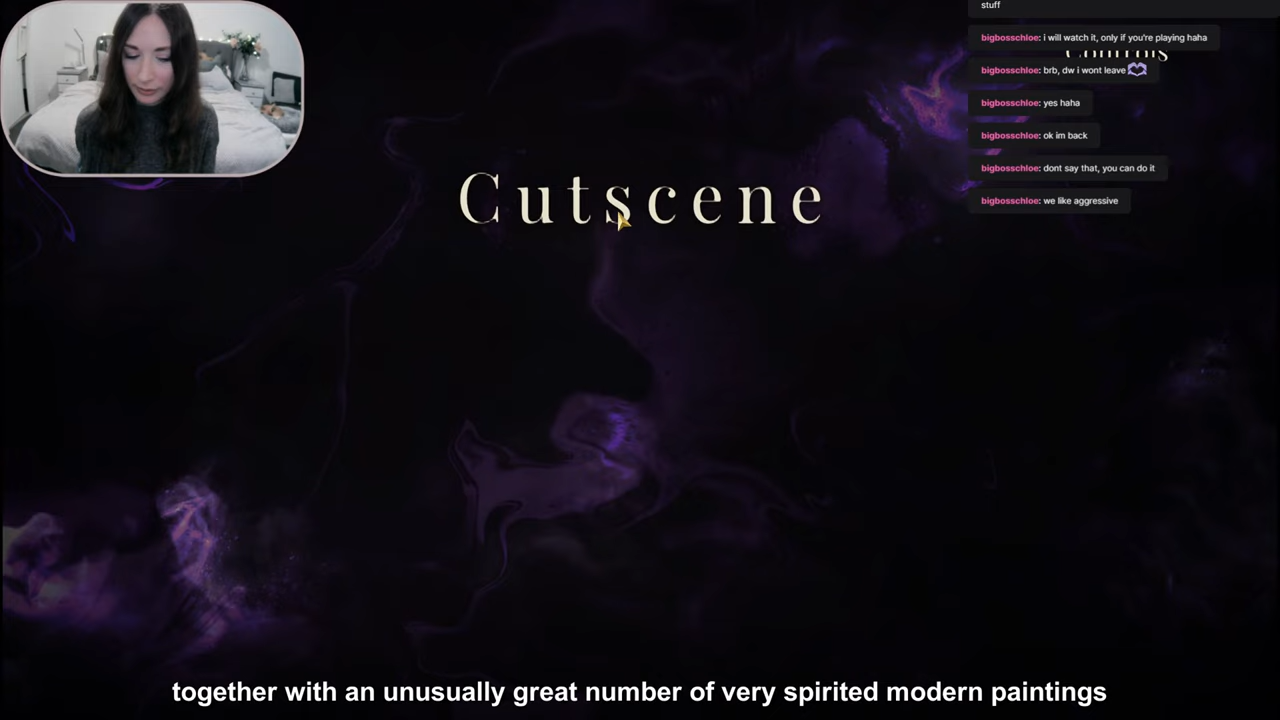 stuff
bigbosschloe: i will watch it, only if you're playing haha
Controls
bigbosschloe: brb, dw i wont leave
bigbosschloe: yes haha
bigbosschloe: ok im back
bigbosschloe: dont say that, you can do it
bigbosschloe: we like aggressive
Cutscene
together with an unusually great number of very spirited modern paintings